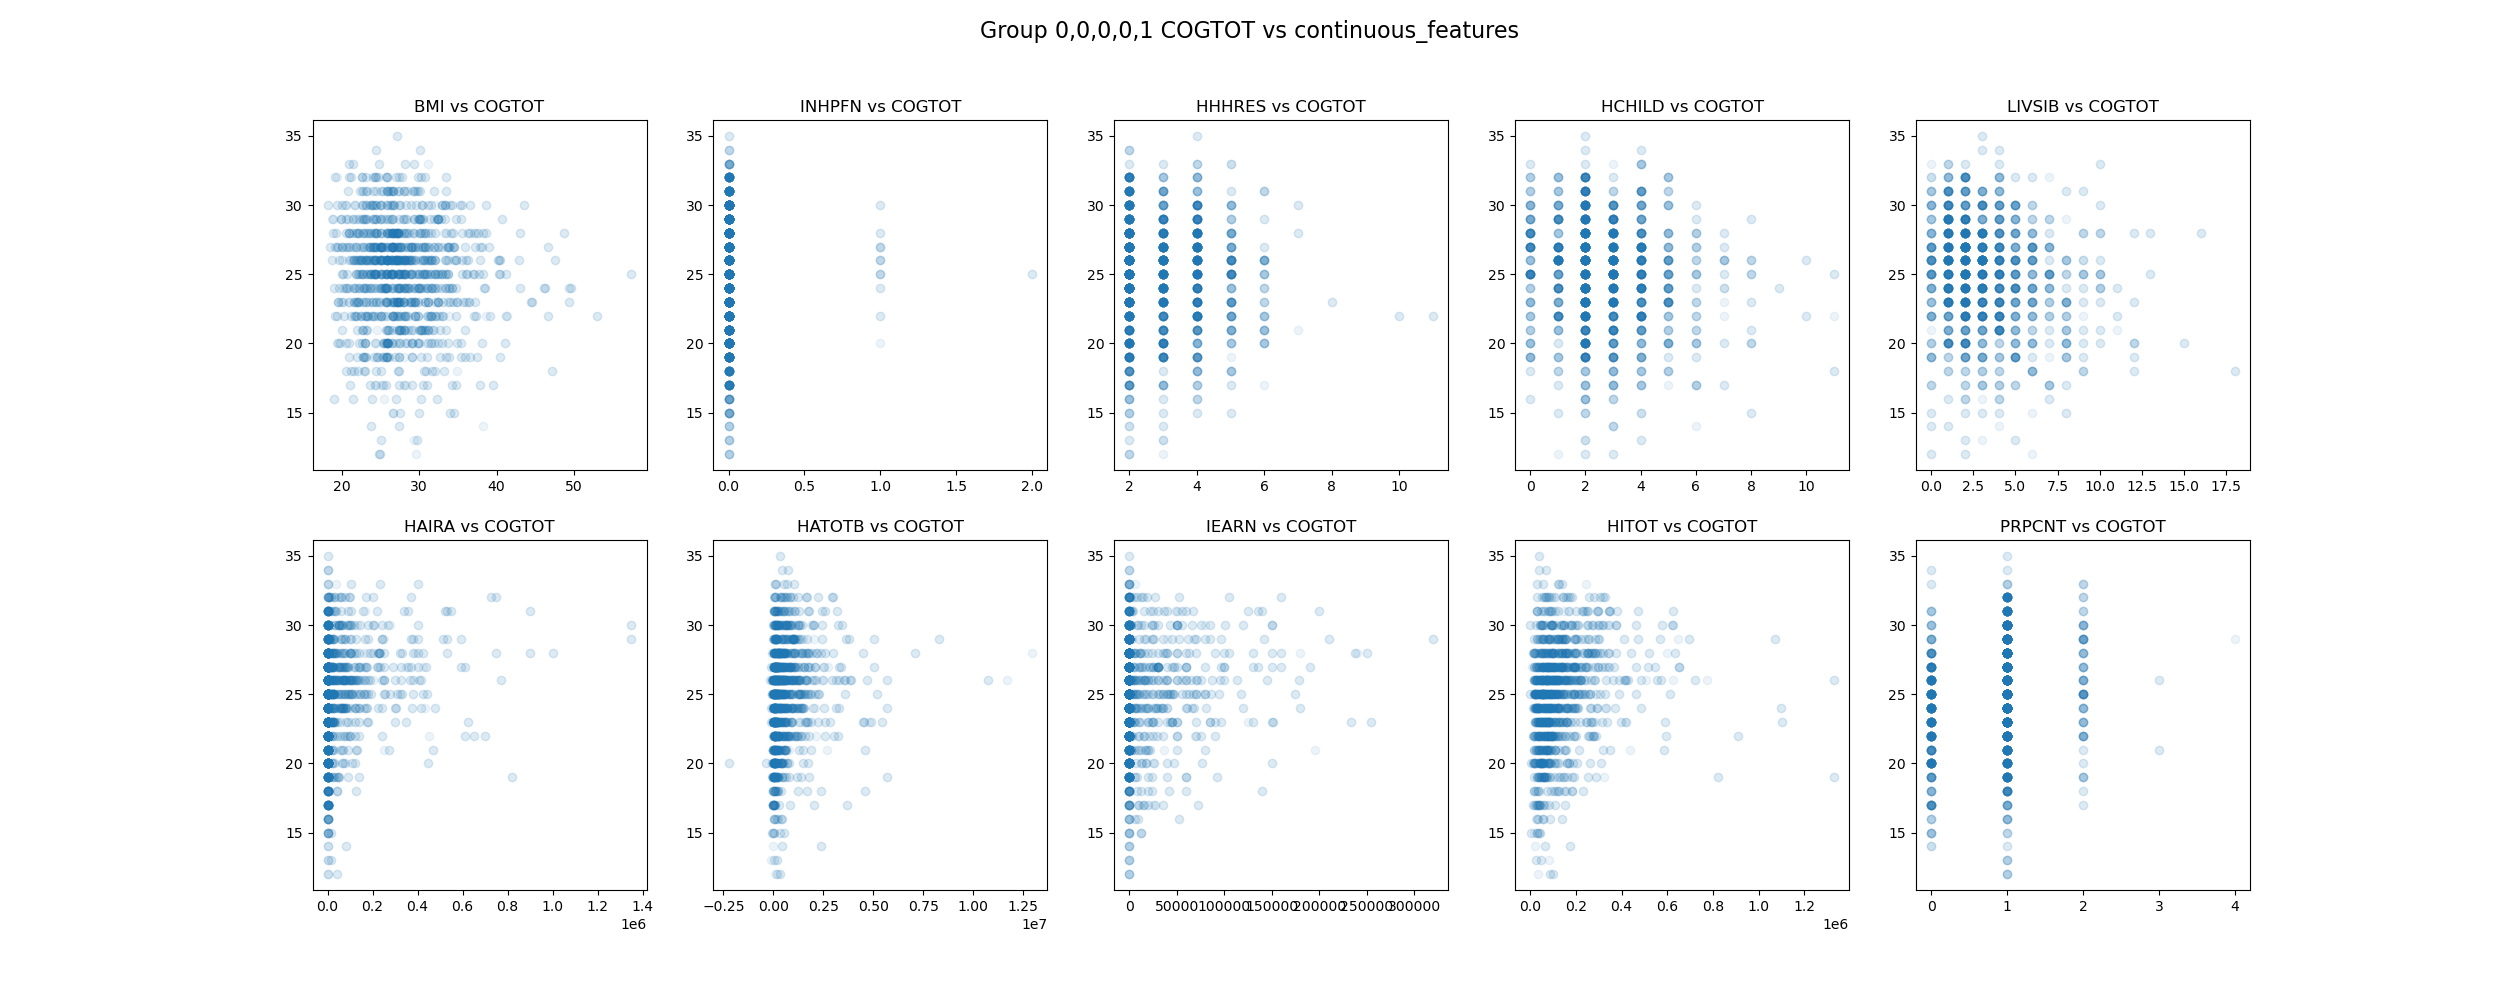 Group 0,0,0,0,1 COGTOT vs continuous_features
BMI vs COGTOT
INHPFN vs COGTOT
HHHRES vs COGTOT
HCHILD vs COGTOT
LIVSIB vs COGTOT
35 30 25 20 15
35 30 25 20 15
35 30 25 20 15
35 30 25 20 15
35 30 25 20 15
20 30 40 50
0.0 0.5 1.0 1.5 2.0
2 4 6 8 10
0 2 4 6 8 10
0.0 2.5 5.0 7.5 10.0 12.5 15.0 17.5
HAIRA vs COGTOT
HATOTB vs COGTOT
IEARN vs COGTOT
HITOT vs COGTOT
PRPCNT vs COGTOT
35 30 25 20 15
35 30 25 20 15
35 30 25 20 15
35 30 25 20 15
35 30 25 20 15
0.0 0.2 0.4 0.6 0.8 1.0 1.2 1.4
1e6
−0.25 0.00 0.25 0.50 0.75 1.00 1.25
1e7
0 50000 100000 150000 200000 250000 300000
0.0 0.2 0.4 0.6 0.8 1.0 1.2
1e6
0 1 2 3 4